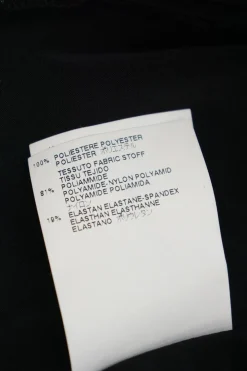 100% POLIESTERE POLYESTER
POLIESTER
TESSUTO FABRIC STOFF
TISSU TEJIDO
POLIAMMIDE
81% POLYAMIDE-NYLON POLYAMID
POLYAMIDE POLIAMIDA
19% ELASTAN ELASTANE-SPANDEX
ELASTHAN ELASTHANNE
ELASTANO